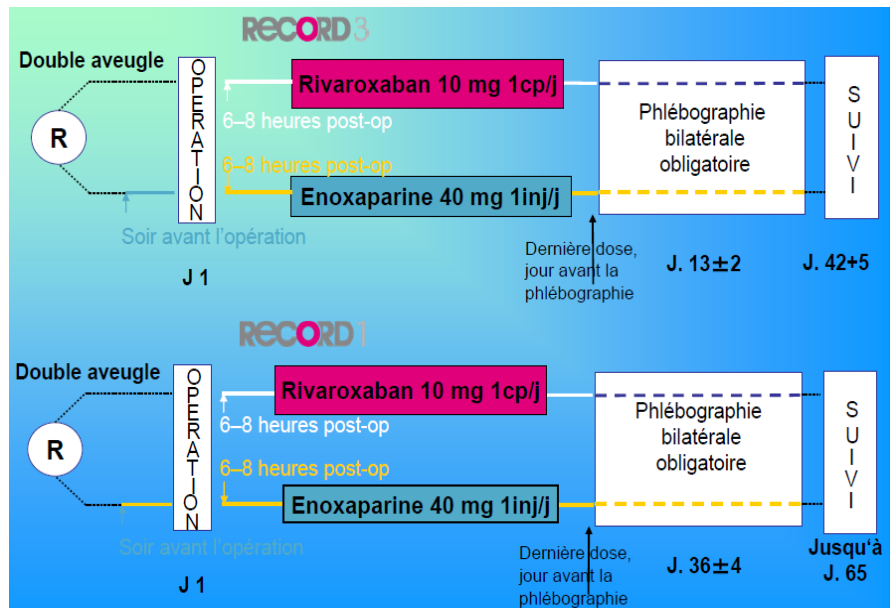 RECORD3
Double aveugle
OPERATION
Rivaroxaban 10 mg 1cp/j
6–8 heures post-op
R
Phlébographie
bilatérale
obligatoire
SUIVI
6–8 heures post-op
Enoxaparine 40 mg 1inj/j
Soir avant l'opération
Dernière dose,
jour avant la
phlébographie
J 1
J. 13±2
J. 42+5
RECORD1
Double aveugle
OPERATION
Rivaroxaban 10 mg 1cp/j
6–8 heures post-op
R
Phlébographie
bilatérale
obligatoire
SUIVI
6–8 heures post-op
Enoxaparine 40 mg 1inj/j
Soir avant l'opération
Dernière dose,
jour avant la
phlébographie
J 1
J. 36±4
Jusqu'à
J. 65